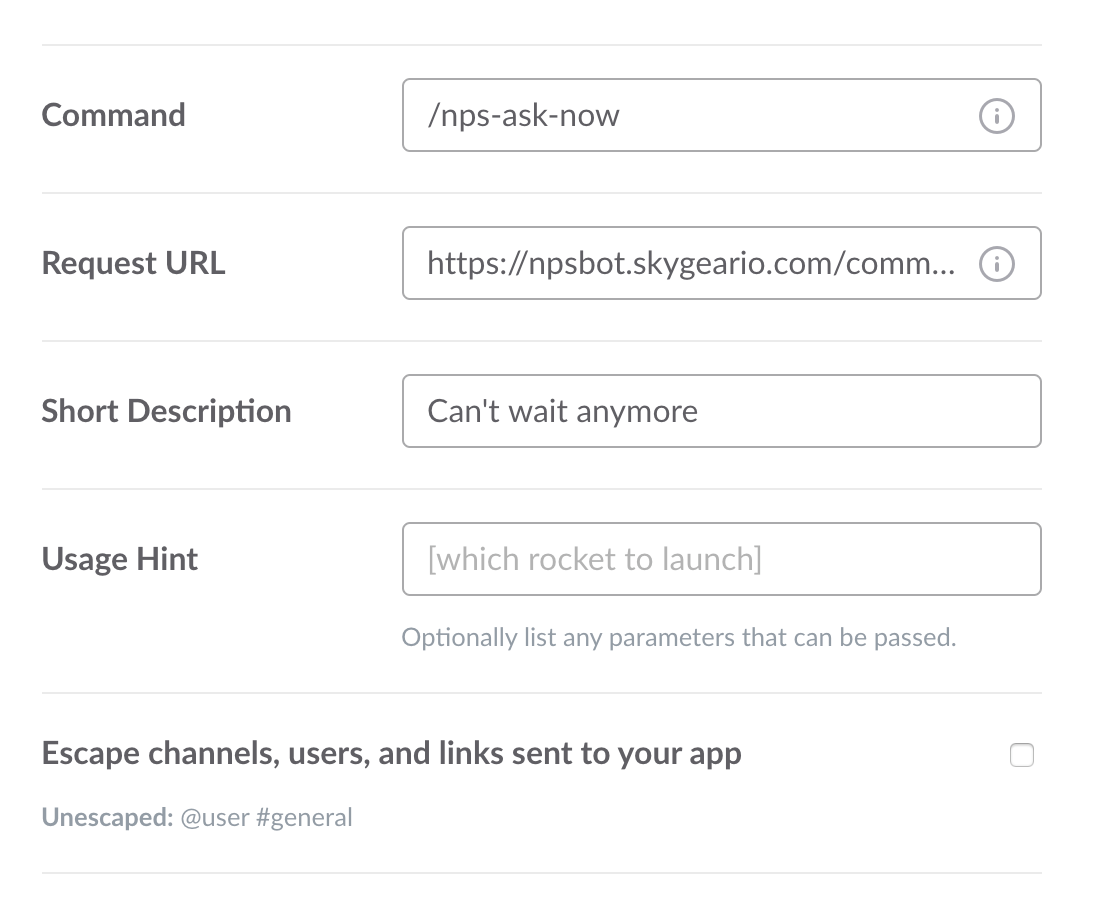 Command
/nps-ask-now
Request URL
https://npsbot.skygeario.com/comm...
Short Description
Can't wait anymore
Usage Hint
[which rocket to launch]
Optionally list any parameters that can be passed.
Escape channels, users, and links sent to your app
Unescaped: @user #general